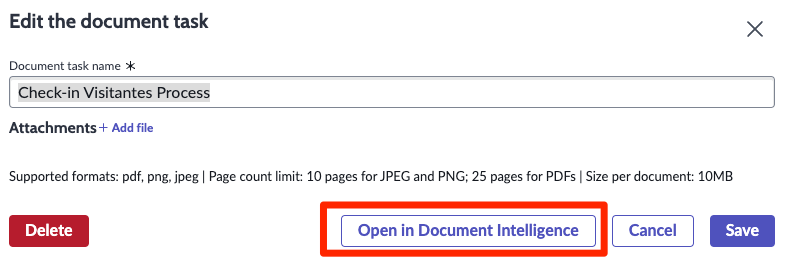 Edit the document task
Document task name *
Check-in Visitantes Process
Attachments + Add file
Supported formats: pdf, png, jpeg | Page count limit: 10 pages for JPEG and PNG; 25 pages for PDFs | Size per document: 10MB
Delete Open in Document Intelligence Cancel Save